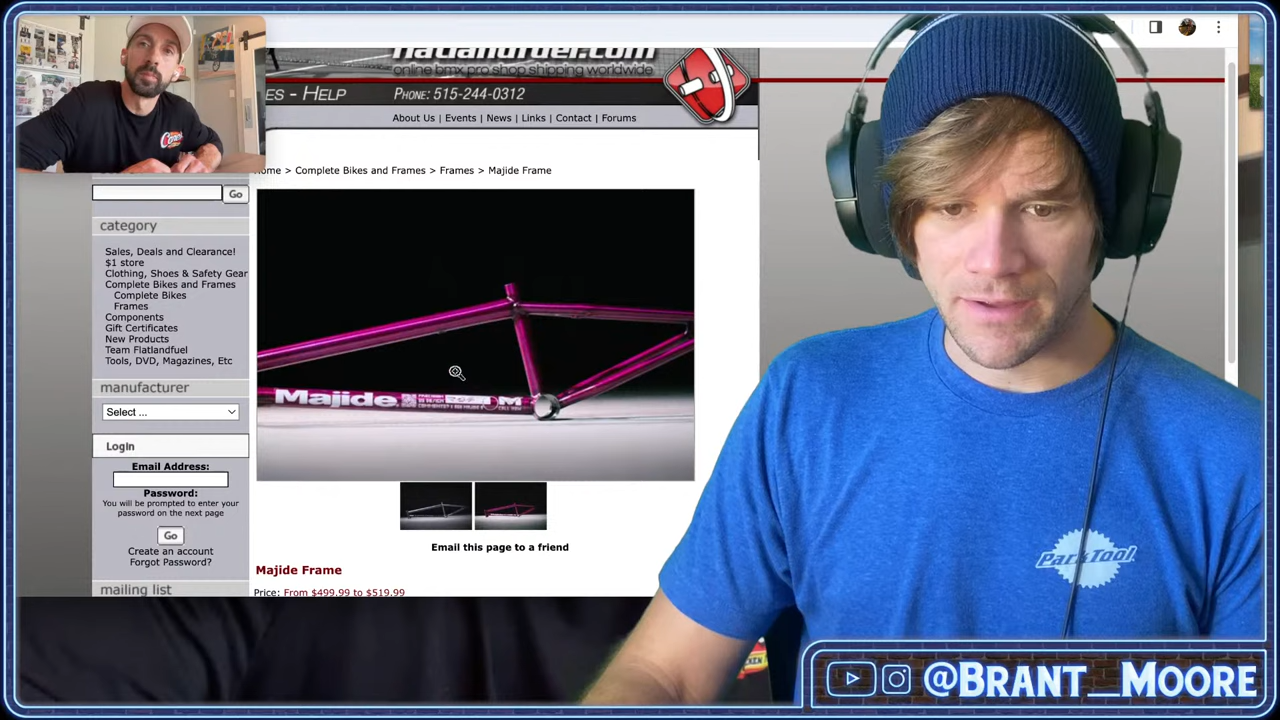 flatlandfuel.com
online bmx pro shop shipping worldwide
ES - HELP
PHONE: 515-244-0312
About Us | Events | News | Links | Contact | Forums
ome > Complete Bikes and Frames > Frames > Majide Frame
Go
category
Sales, Deals and Clearance!
$1 store
Clothing, Shoes & Safety Gear
Complete Bikes and Frames
Complete Bikes
Frames
Components
Gift Certificates
New Products
Team Flatlandfuel
Tools, DVD, Magazines, Etc
manufacturer
Select ...
Login
Email Address:
Password:
You will be prompted to enter your
password on the next page
Go
Create an account
Forgot Password?
mailing list
Majide
Email this page to a friend
Majide Frame
Price: From $499.99 to $519.99
PARK TOOL
@BRANT_MOORE